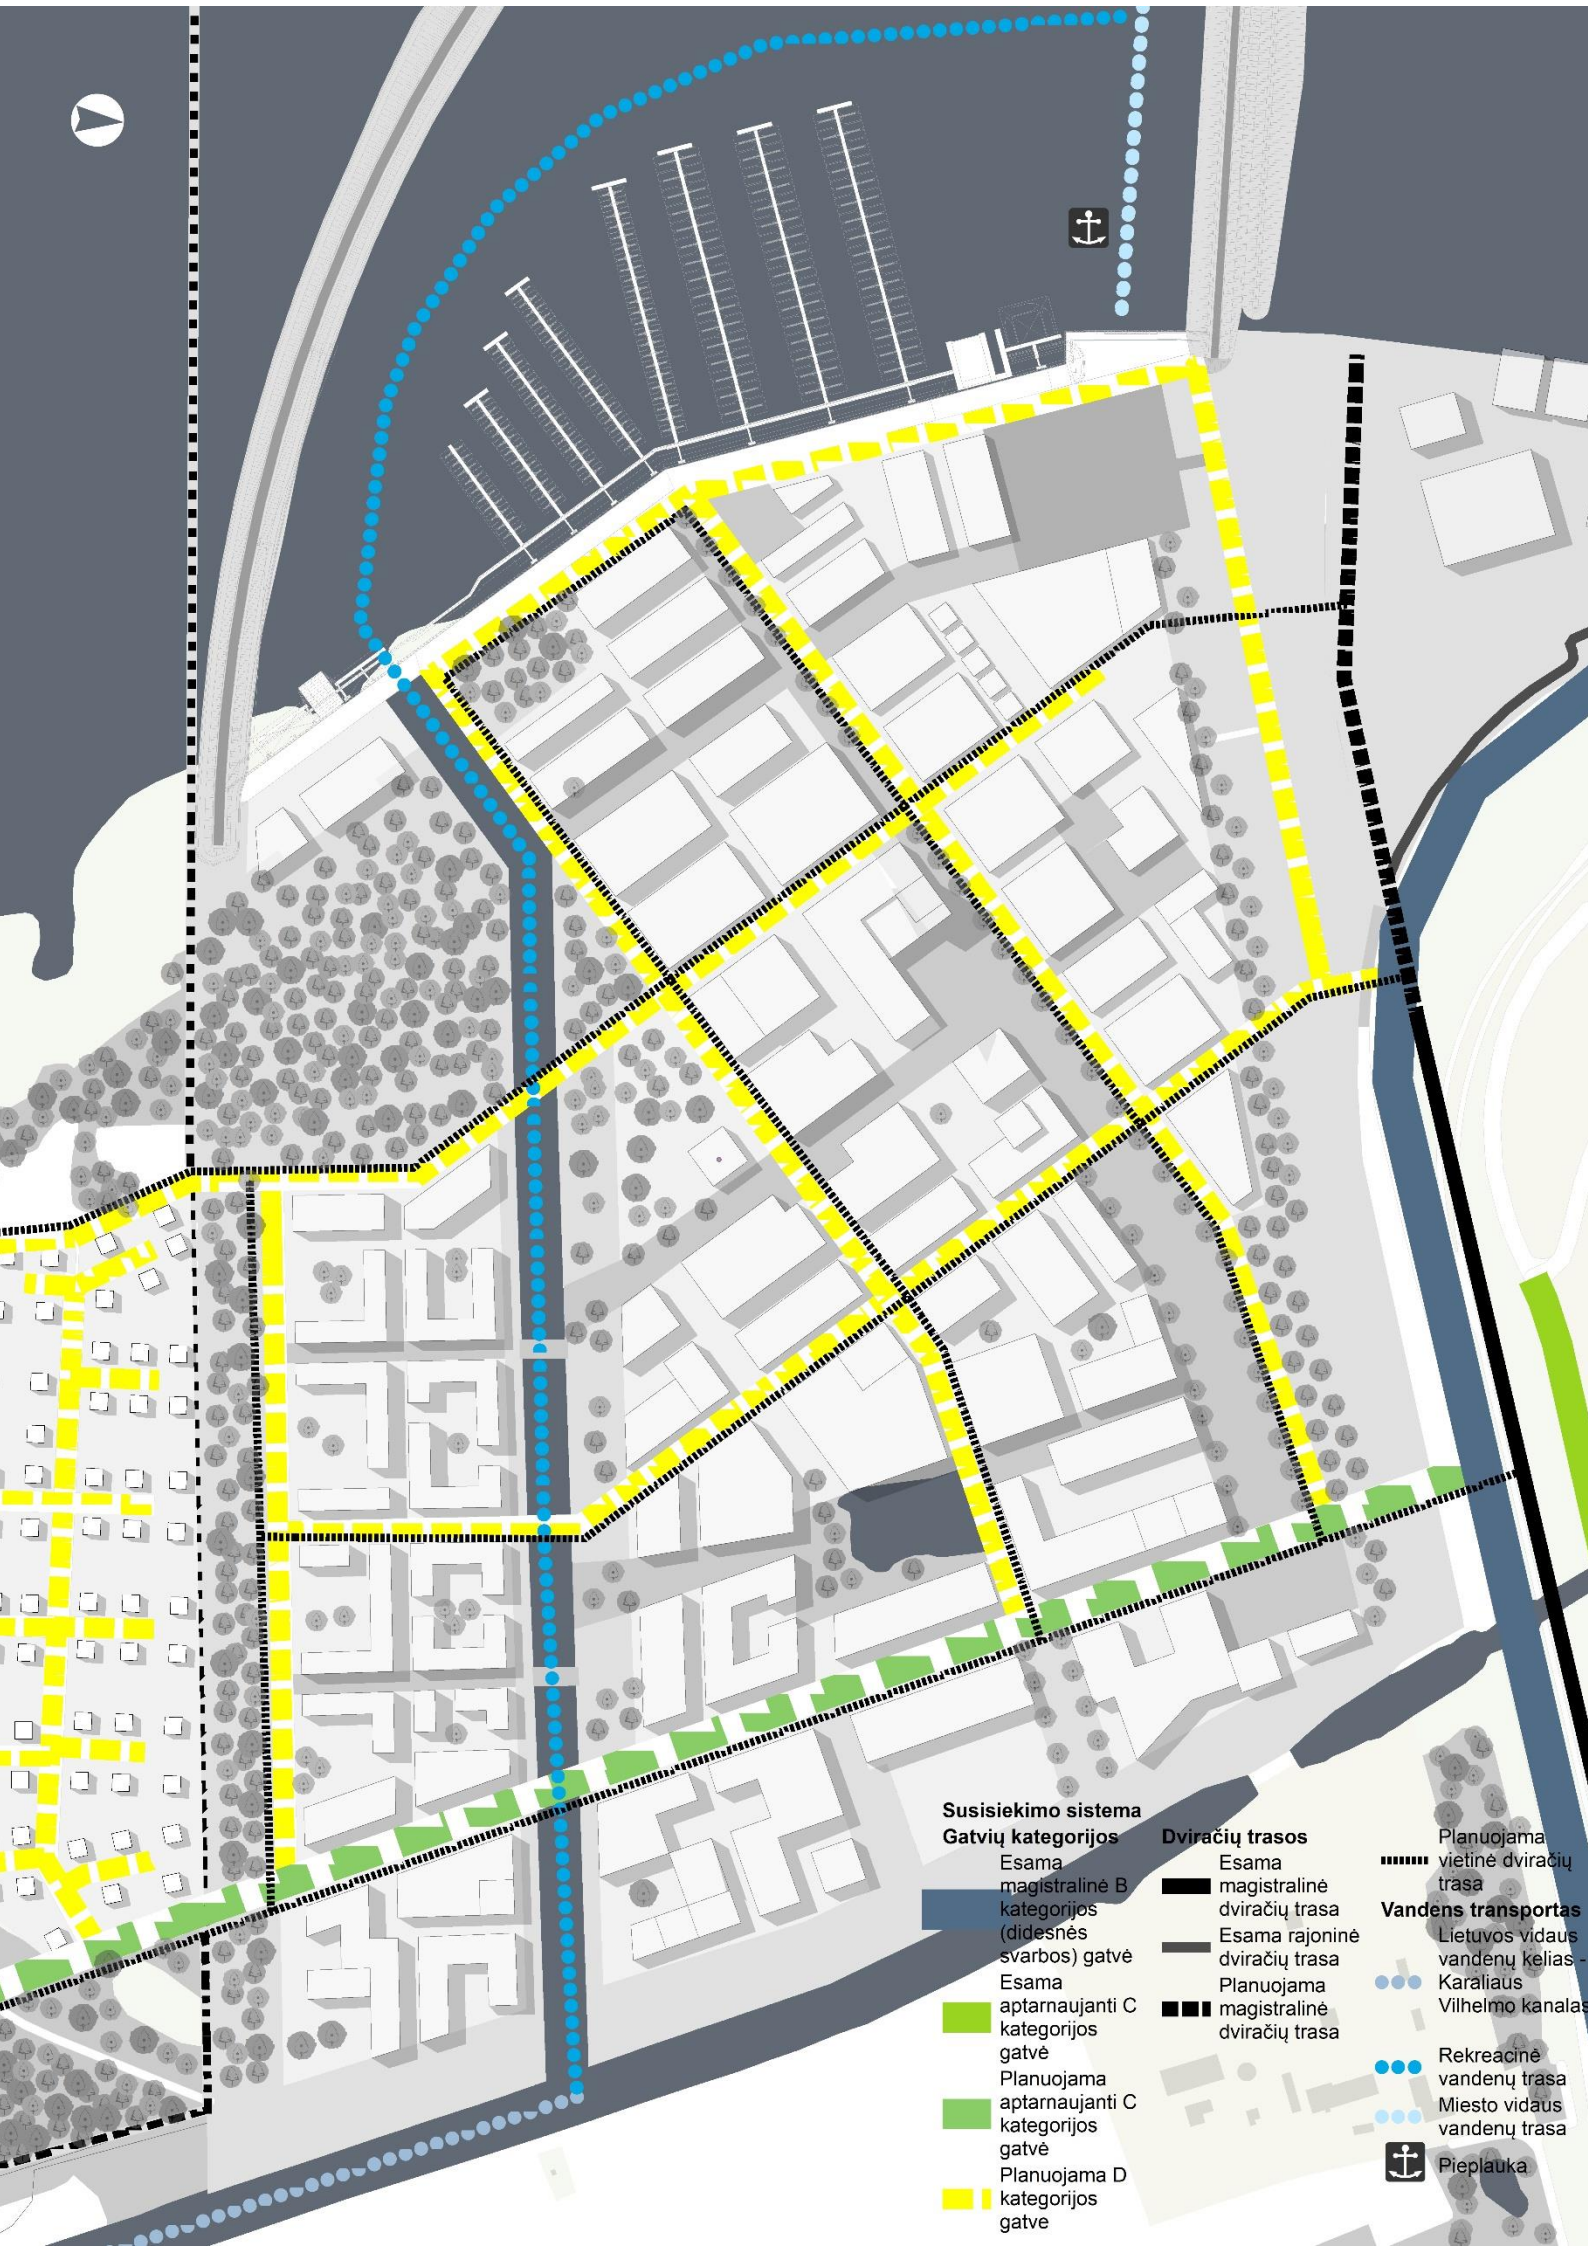 Susisiekimo sistema
Gatvių kategorijos
Esama
magistralinė B
kategorijos
(didesnės
svarbos) gatvė
Esama
aptarnaujanti C
kategorijos
gatvė
Planuojama
aptarnaujanti C
kategorijos
gatvė
Planuojama D
kategorijos
gatve
Dviračių trasos
Esama
magistralinė
dviračių trasa
Esama rajoninė
dviračių trasa
Planuojama
magistralinė
dviračių trasa
Planuojama
vietinė dviračių
trasa
Vandens transportas
Lietuvos vidaus
vandenų kelias -
Karaliaus
Vilhelmo kanalas
Rekreacinė
vandenų trasa
Miesto vidaus
vandenų trasa
Pieplauka